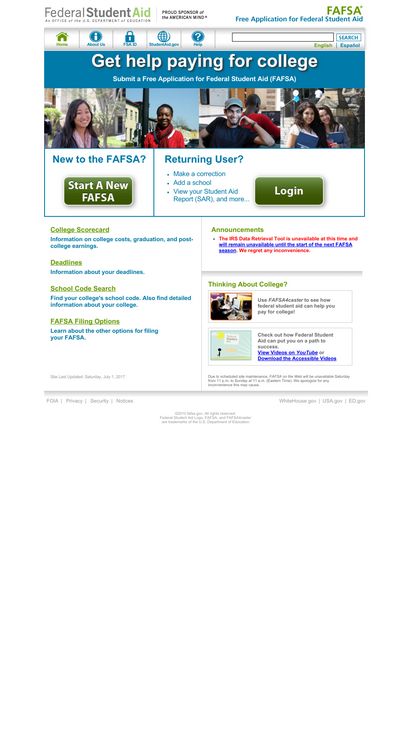 Federal Student Aid
An OFFICE of the U.S. DEPARTMENT of EDUCATION
PROUD SPONSOR of
the AMERICAN MIND®
FAFSA®
Free Application for Federal Student Aid
Home
About Us
FSA ID
StudentAid.gov
Help
SEARCH
English | Español
Get help paying for college
Submit a Free Application for Federal Student Aid (FAFSA)
New to the FAFSA?
Start A New
FAFSA
Returning User?
Make a correction
Add a school
View your Student Aid
Report (SAR), and more...
Login
College Scorecard
Information on college costs, graduation, and post-
college earnings.
Deadlines
Information about your deadlines.
School Code Search
Find your college's school code. Also find detailed
information about your college.
FAFSA Filing Options
Learn about the other options for filing
your FAFSA.
Announcements
The IRS Data Retrieval Tool is unavailable at this time and
will remain unavailable until the start of the next FAFSA
season. We regret any inconvenience.
Thinking About College?
Use FAFSA4caster to see how
federal student aid can help you
pay for college!
Check out how Federal Student
Aid can put you on a path to
success.
View Videos on YouTube or
Download the Accessible Videos
Site Last Updated: Saturday, July 1, 2017
Due to scheduled site maintenance, FAFSA on the Web will be unavailable Saturday
from 11 p.m. to Sunday at 11 a.m. (Eastern Time). We apologize for any
inconvenience this may cause.
FOIA | Privacy | Security | Notices
WhiteHouse.gov | USA.gov | ED.gov
©2010 fafsa.gov. All rights reserved.
Federal Student Aid Logo, FAFSA, and FAFSA4caster
are trademarks of the U.S. Department of Education.